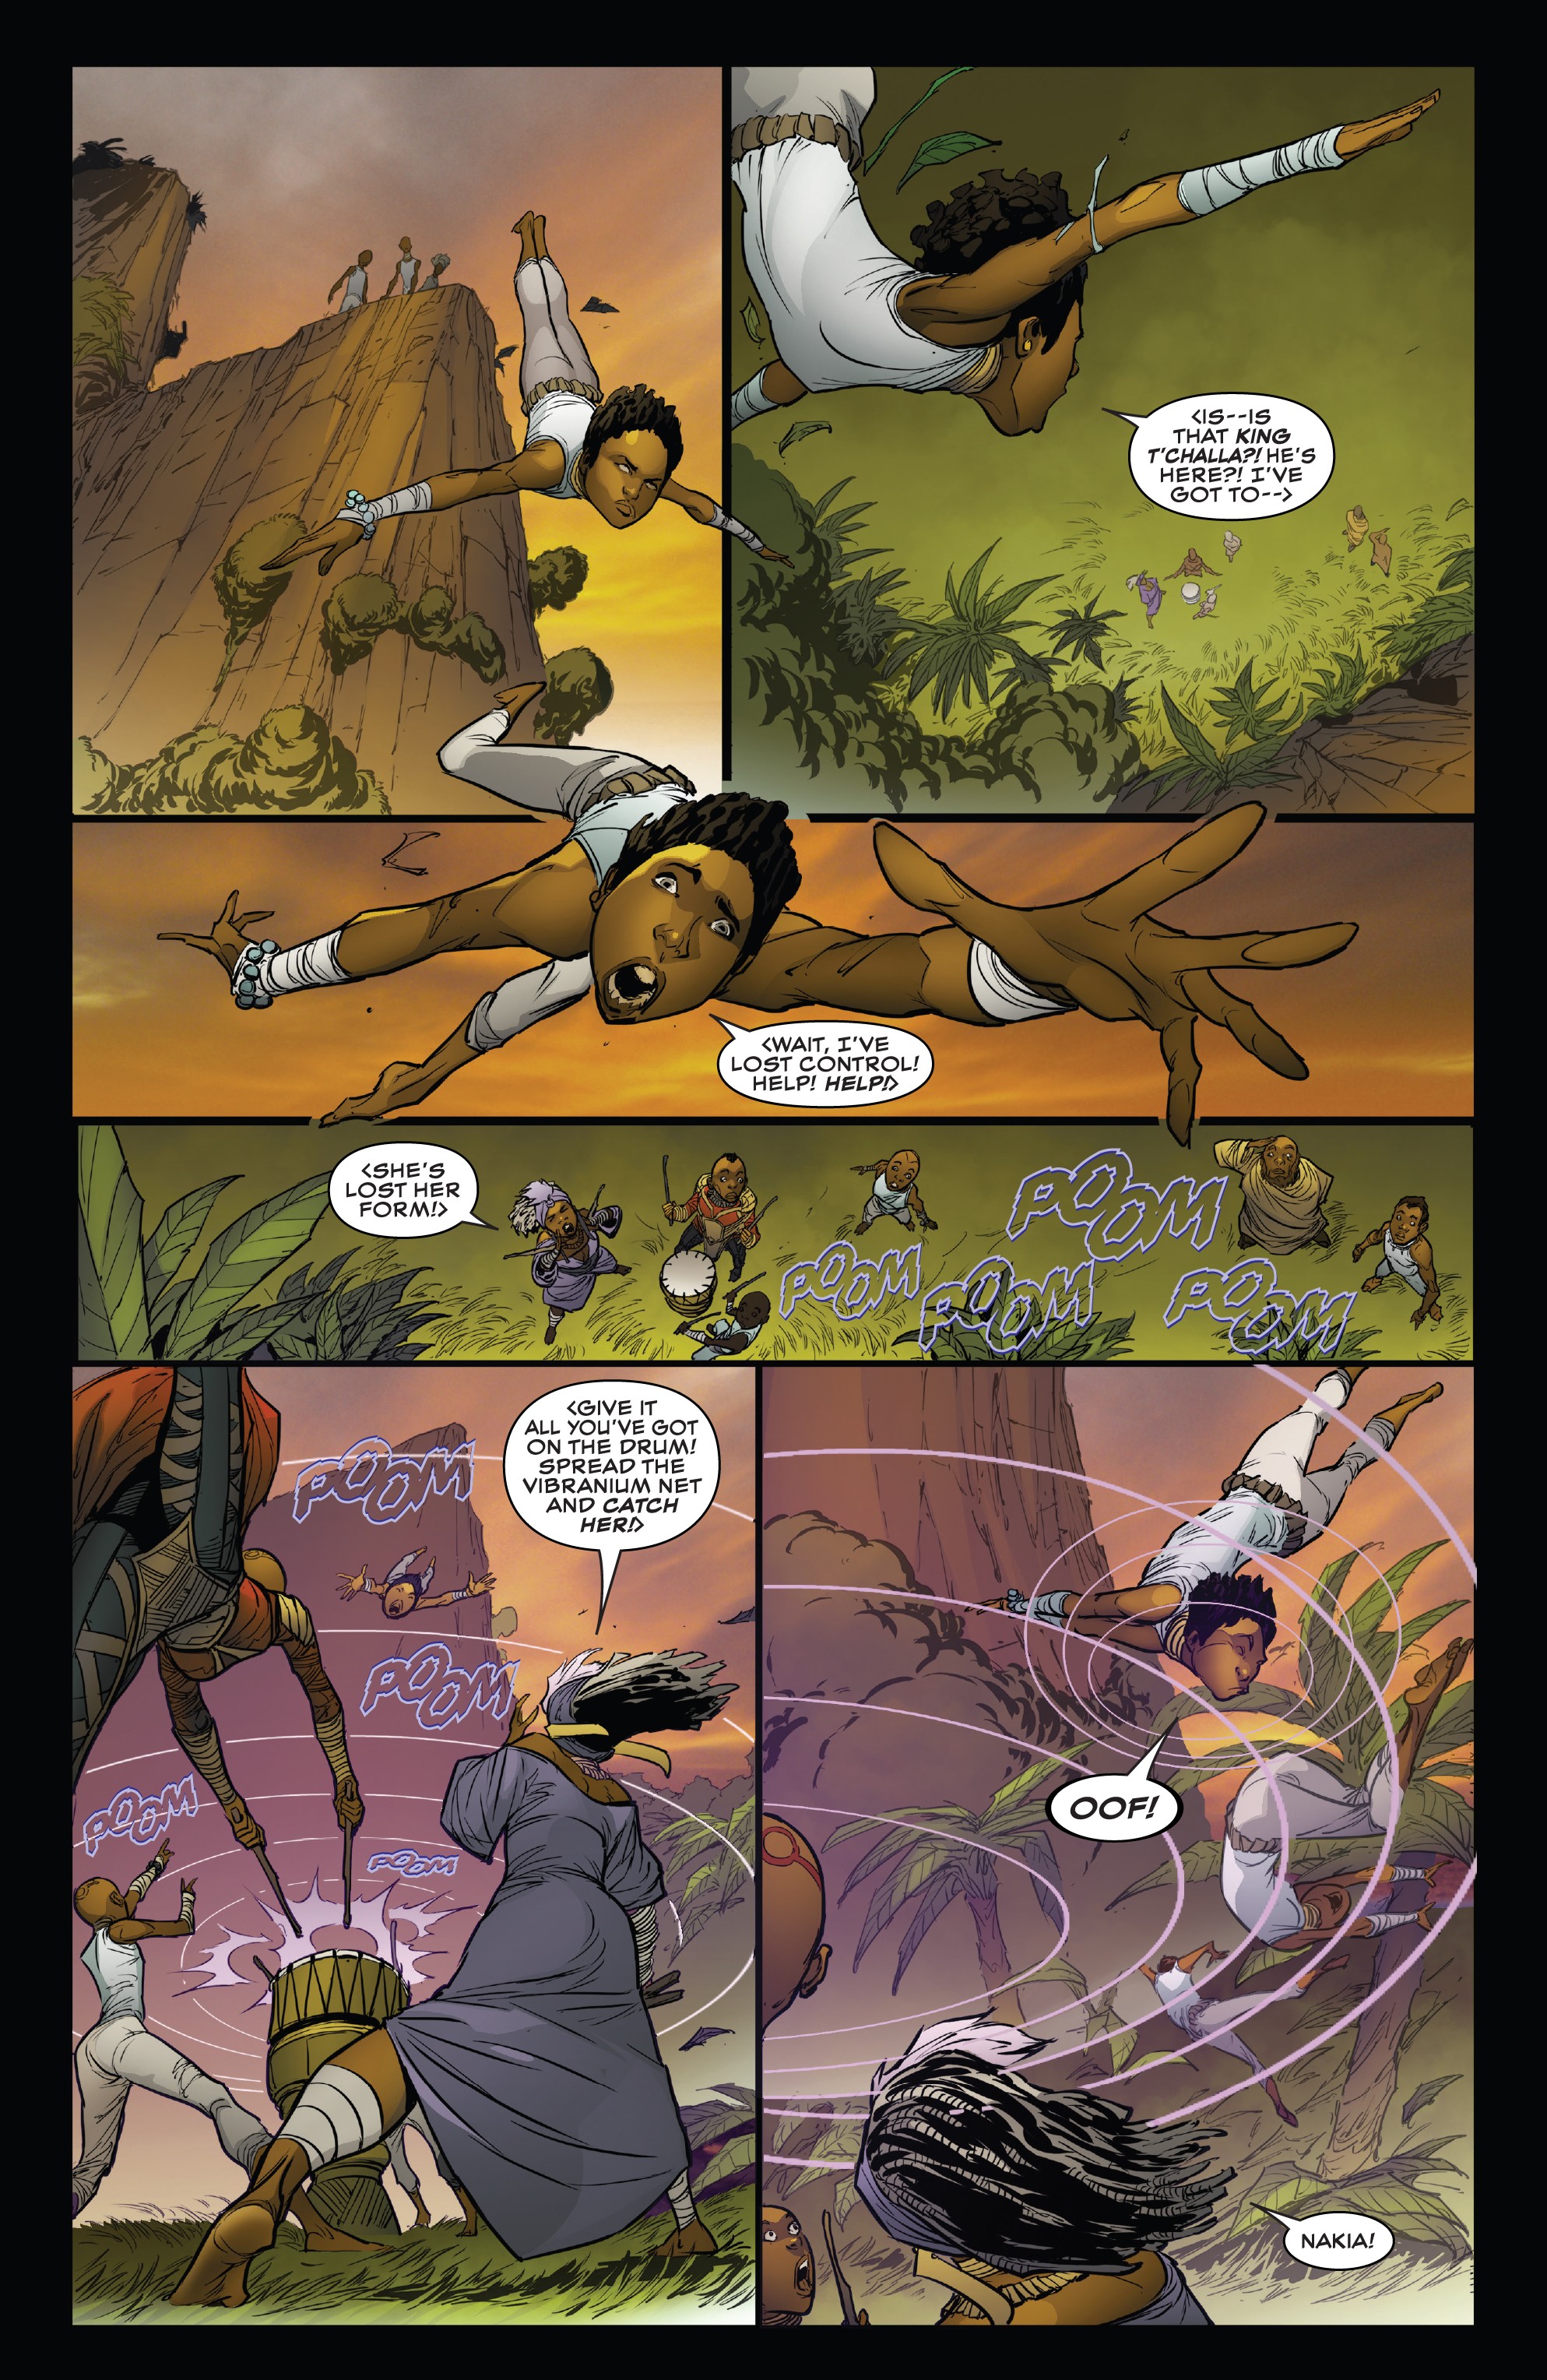 <IS--IS
THAT KING
T'CHALLA?! HE'S
HERE?! I'VE
GOT TO-->
<WAIT, I'VE
LOST CONTROL!
HELP! HELP!>
<SHE'S
LOST HER
FORM!>
POOM
POOM
POOM
POOM
<GIVE IT
ALL YOU'VE GOT
ON THE DRUM!
SPREAD THE
VIBRANIUM NET
AND CATCH
HER!>
POOM
POOM
POOM
POOM
OOF!
NAKIA!